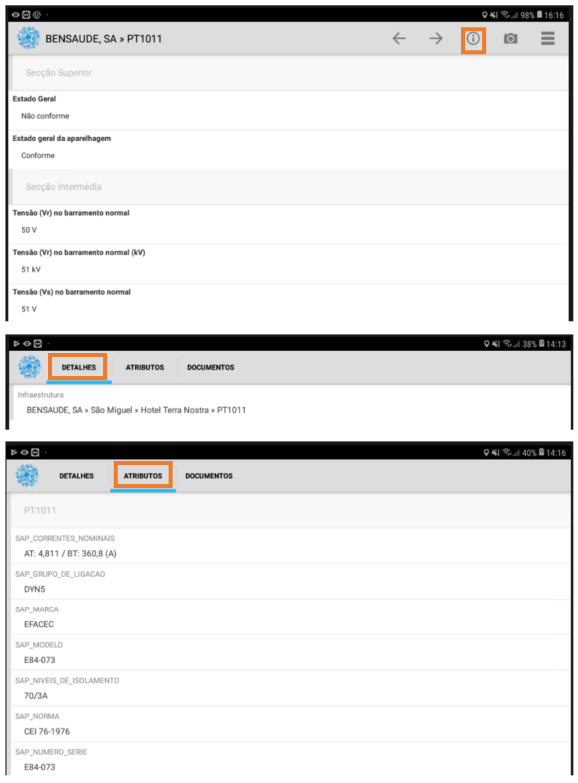 98% 16:16
BENSAUDE, SA » PT1011
Secção Superior
Estado Geral
Não conforme
Estado geral da aparelhagem
Conforme
Secção Intermédia
Tensão (Vr) no barramento normal
50 V
Tensão (Vr) no barramento normal (kV)
51 kV
Tensão (Vs) no barramento normal
51 V
38% 14:13
DETALHES ATRIBUTOS DOCUMENTOS
Infraestrutura
BENSAUDE, SA » São Miguel » Hotel Terra Nostra » PT1011
40% 14:16
DETALHES ATRIBUTOS DOCUMENTOS
PT1011
SAP_CORRENTES_NOMINAIS
AT: 4,811 / BT: 360,8 (A)
SAP_GRUPO_DE_LIGACAO
DYN5
SAP_MARCA
EFACEC
SAP_MODELO
E84-073
SAP_NIVEIS_DE_ISOLAMENTO
70/3A
SAP_NORMA
CEI 76-1976
SAP_NUMERO_SERIE
E84-073